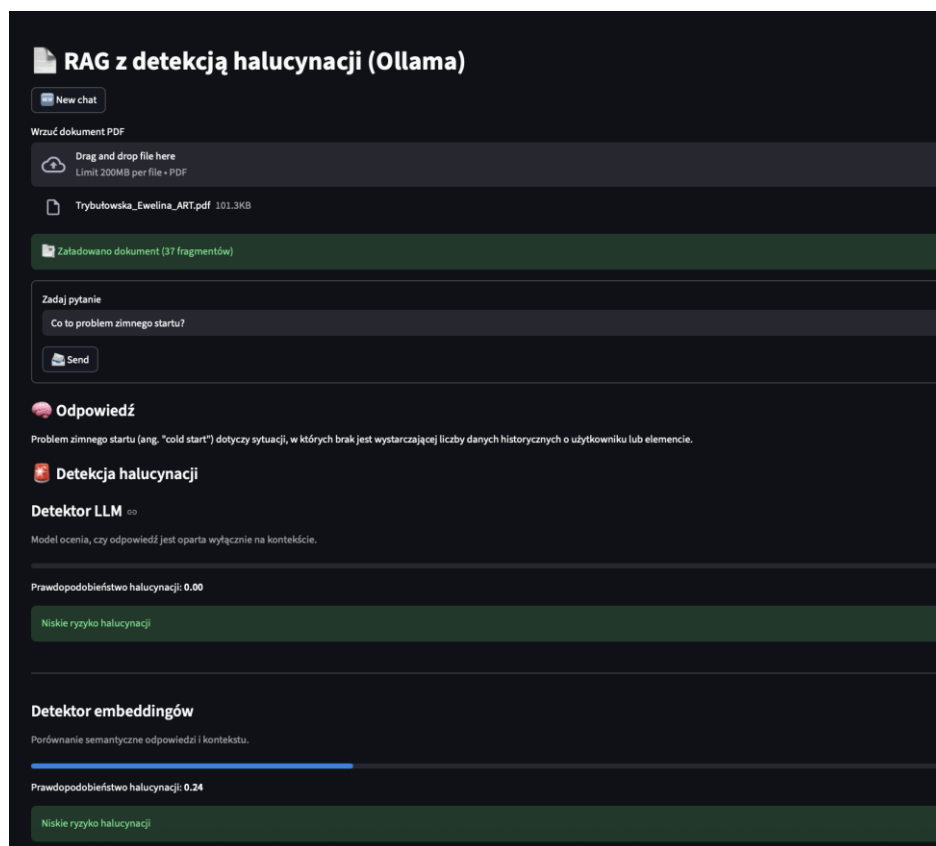 RAG z detekcją halucynacji (Ollama)
New chat
Wrzuć dokument PDF
Drag and drop file here
Limit 200MB per file • PDF
Trybułowska_Ewelina_ART.pdf 101.3KB
Załadowano dokument (37 fragmentów)
Zadaj pytanie
Co to problem zimnego startu?
Send
Odpowiedź
Problem zimnego startu (ang. "cold start") dotyczy sytuacji, w których brak jest wystarczającej liczby danych historycznych o użytkowniku lub elemencie.
Detekcja halucynacji
Detektor LLM
Model ocenia, czy odpowiedź jest oparta wyłącznie na kontekście.
Prawdopodobieństwo halucynacji: 0.00
Niskie ryzyko halucynacji
Detektor embeddingów
Porównanie semantyczne odpowiedzi i kontekstu.
Prawdopodobieństwo halucynacji: 0.24
Niskie ryzyko halucynacji